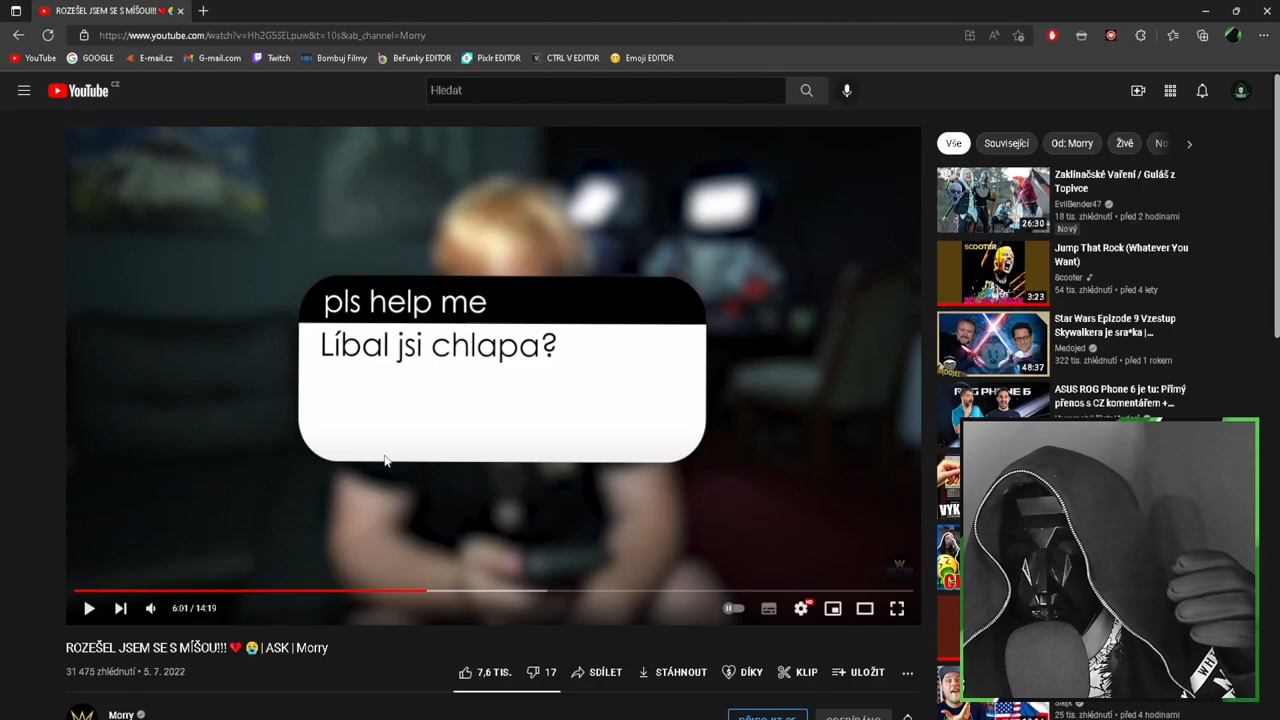 ROZEŠEL JSEM SE S MÍŠOU!!!
https://www.youtube.com/watch?v=Hh2G5SELpuw&t=10s&ab_channel=Morry
YouTube
GOOGLE
E-mail.cz
G-mail.com
Twitch
Bombuj Filmy
BeFunky EDITOR
Pixlr EDITOR
CTRL V EDITOR
Emoji EDITOR
YouTube CZ
Hledat
pls help me
Líbal jsi chlapa?
6:01 / 14:19
HD
ROZEŠEL JSEM SE S MÍŠOU!!! 💔 😭 | ASK | Morry
31 475 zhlédnutí • 5. 7. 2022
7,6 TIS.
17
SDÍLET
STÁHNOUT
DÍKY
KLIP
ULOŽIT
Morry
Vše
Související
Od: Morry
Živě
Zaklínačské Vaření / Guláš z
Topivce
EvilBender47
18 tis. zhlédnutí • před 2 hodinami
Nový
26:30
Jump That Rock (Whatever You
Want)
Scooter
54 tis. zhlédnutí • před 4 lety
SCOOTER
3:23
Star Wars Epizode 9 Vzestup
Skywalkera je sra*ka |...
Medojed
322 tis. zhlédnutí • před 1 rokem
48:37
ASUS ROG Phone 6 je tu: Přímý
přenos s CZ komentářem +...
VYK
25 tis. zhlédnutí • před 4 hodinami